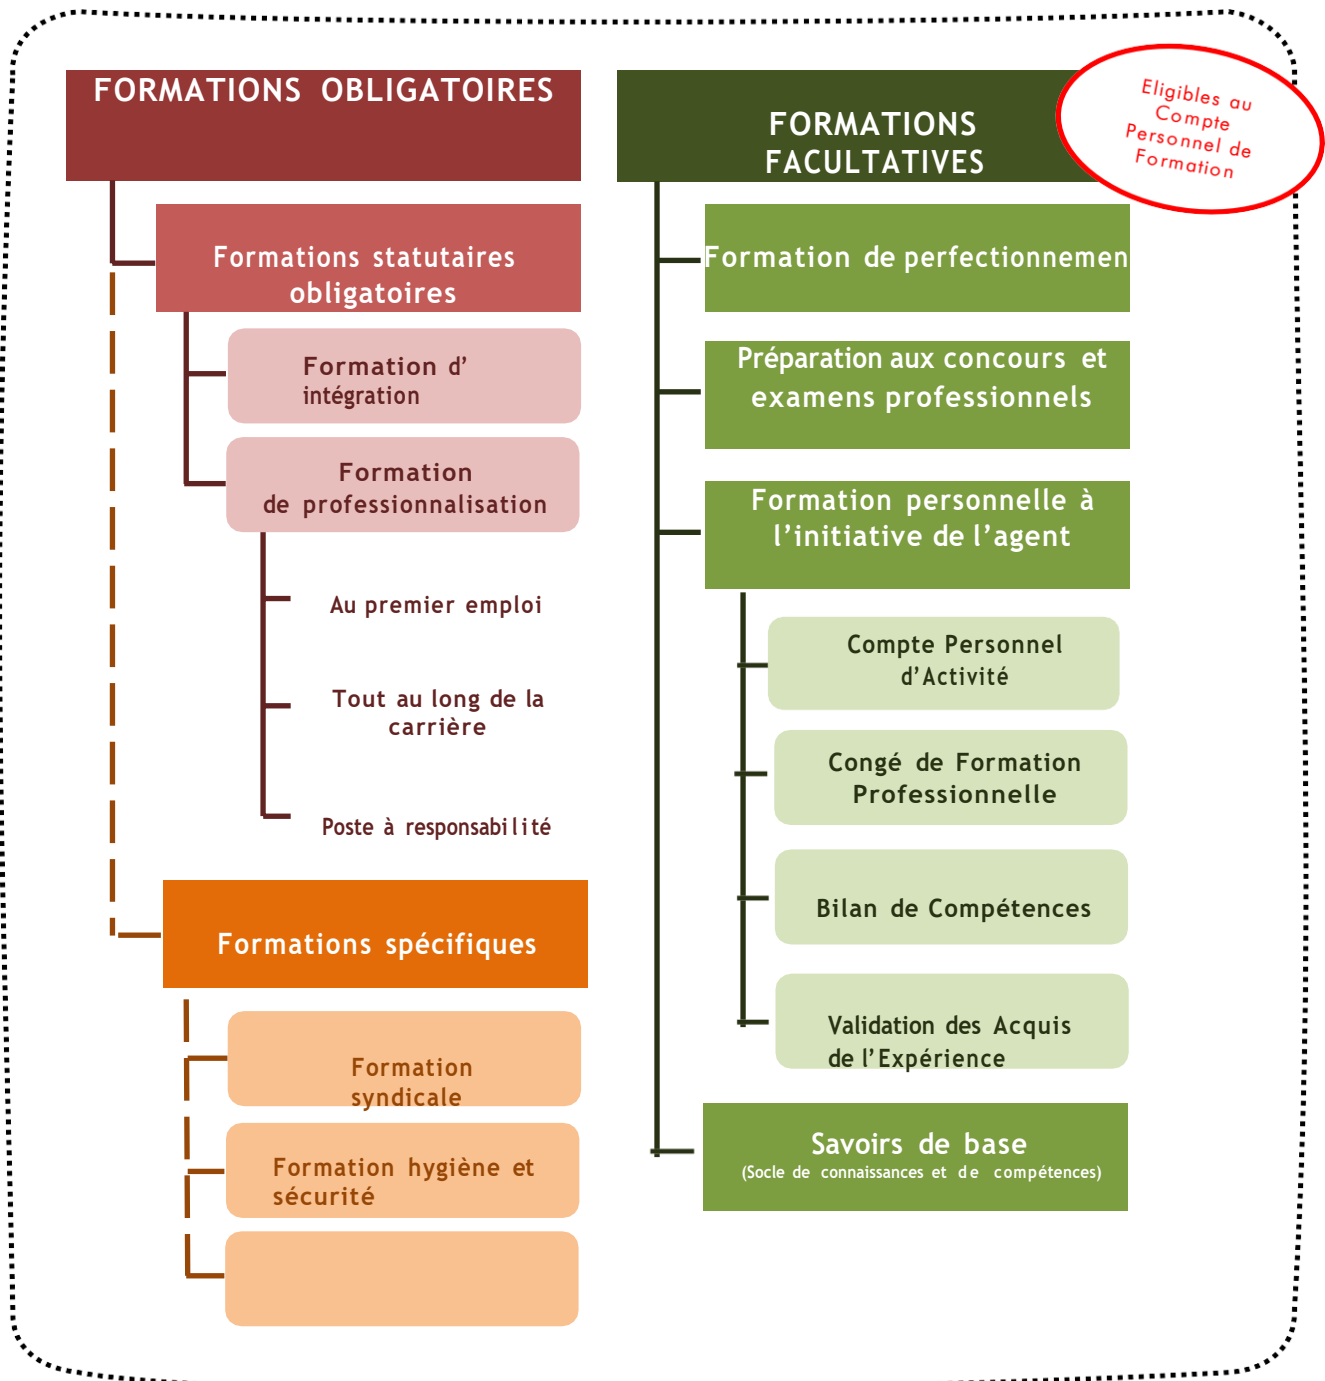 FORMATIONS OBLIGATOIRES
Formations statutaires
obligatoires
Formation d’
intégration
Formation
de professionnalisation
Au premier emploi
Tout au long de la
carrière
Poste à responsabilité
Formations spécifiques
Formation
syndicale
Formation hygiène et
sécurité
FORMATIONS
FACULTATIVES
Eligibles au
Compte
Personnel de
Formation
Formation de perfectionnemen
Préparation aux concours et
examens professionnels
Formation personnelle à
l’initiative de l’agent
Compte Personnel
d’Activité
Congé de Formation
Professionnelle
Bilan de Compétences
Validation des Acquis
de l’Expérience
Savoirs de base
(Socle de connaissances et de compétences)